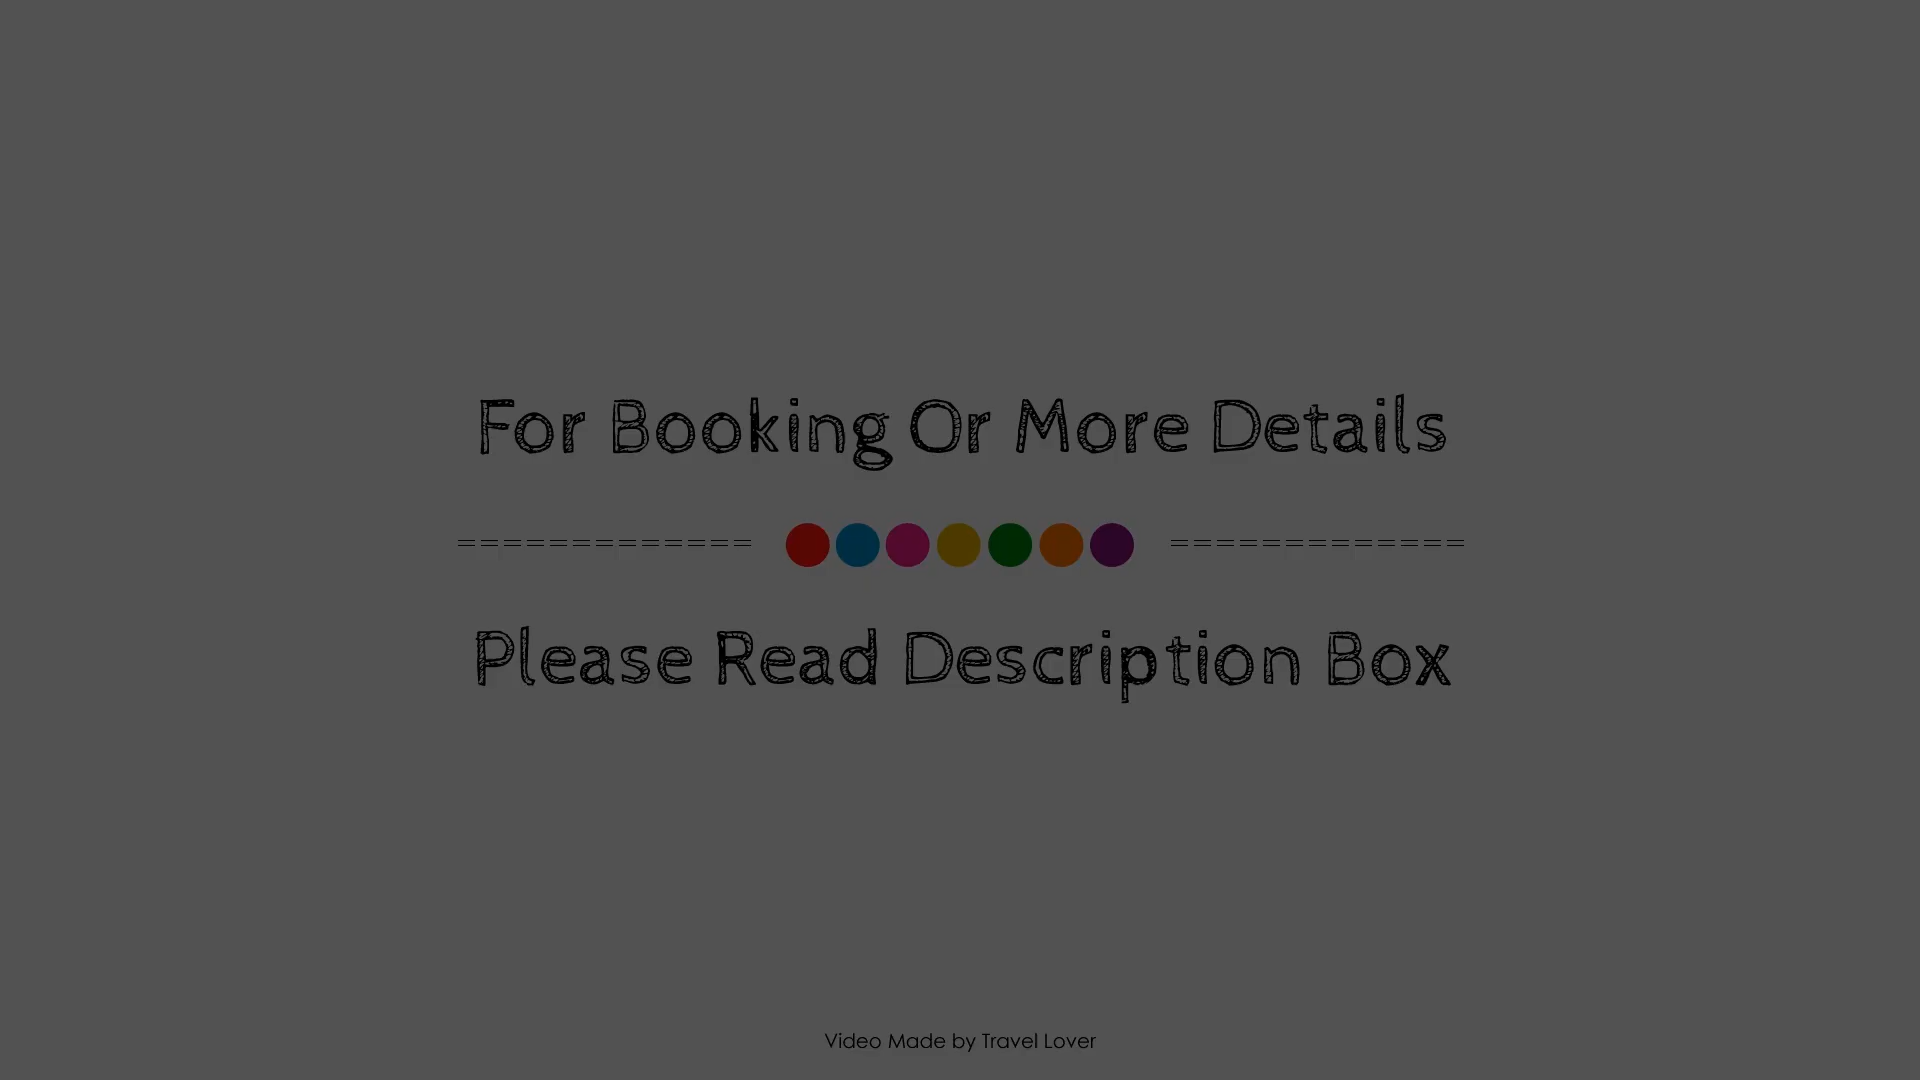 For Booking Or More Details
============= =============
Please Read Description Box
Video Made by Travel Lover